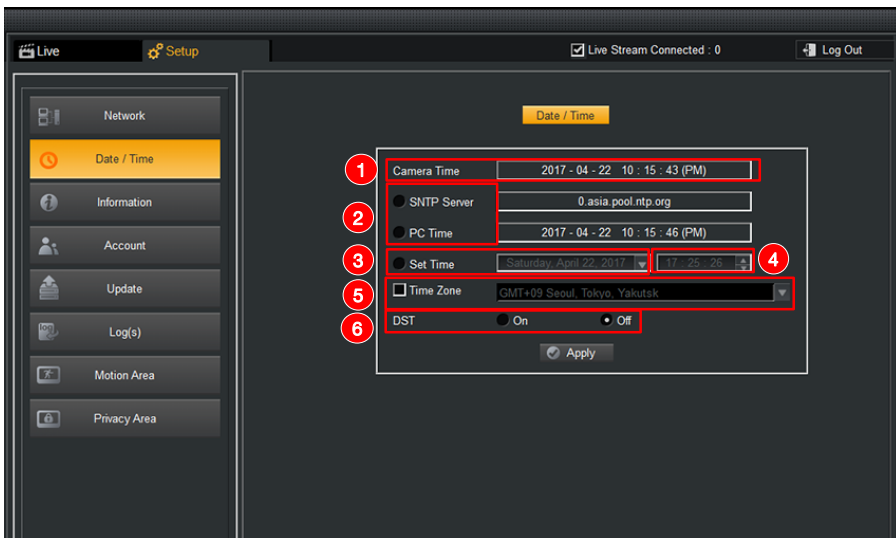 Live
Setup
Live Stream Connected : 0
Log Out
Network
Date / Time
Information
Account
Update
log
Log(s)
Motion Area
Privacy Area
Date / Time
1
Camera Time 2017 - 04 - 22 10 : 15 : 43 (PM)
2
SNTP Server 0.asia.pool.ntp.org
PC Time 2017 - 04 - 22 10 : 15 : 46 (PM)
3
Set Time Saturday, April 22, 2017 17 : 25 : 26
4
5
Time Zone GMT+09 Seoul, Tokyo, Yakutsk
6
DST On Off
Apply